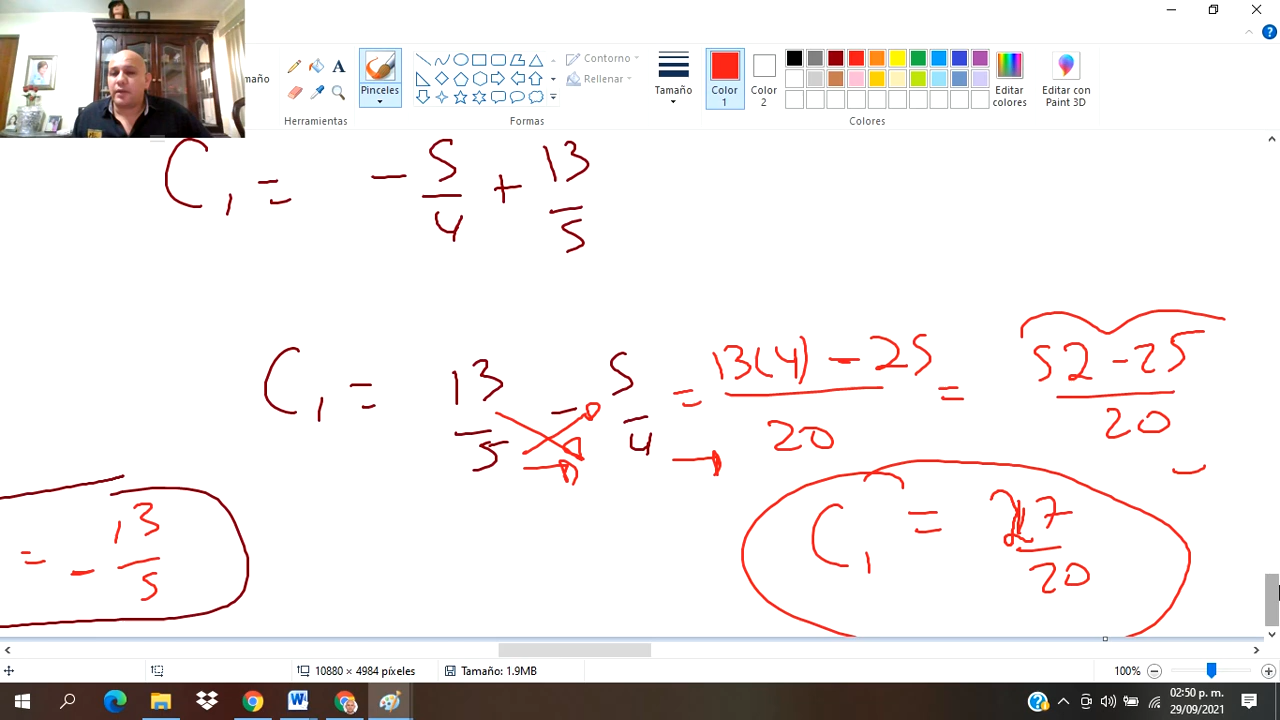 Contorno
Rellenar
Pinceles
Tamaño
Color 1
Color 2
Editar colores
Editar con Paint 3D
Herramientas
Formas
Colores
maño
C₁ = - 5/4 + 13/5
C₁ = 13/5 - 5/4 = 13(4) - 25 / 20 = 52 - 25 / 20
= - 13/5
C₁ = 27/20
10880 × 4984 píxeles
Tamaño: 1.9MB
100%
02:50 p. m.
29/09/2021